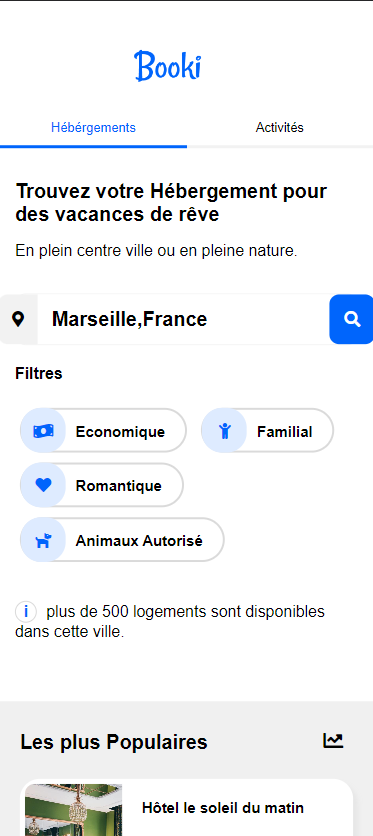 Booki
Hébérgements
Activités
Trouvez votre Hébergement pour
des vacances de rêve
En plein centre ville ou en pleine nature.
Marseille,France
Filtres
Economique
Familial
Romantique
Animaux Autorisé
i plus de 500 logements sont disponibles
dans cette ville.
Les plus Populaires
Hôtel le soleil du matin